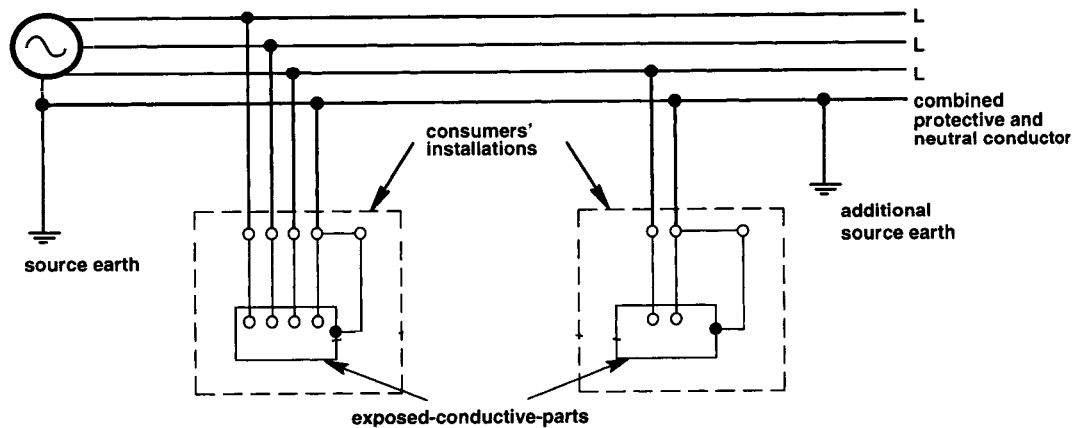 L
L
L
combined
protective and
neutral conductor
consumers'
installations
additional
source earth
source earth
exposed-conductive-parts